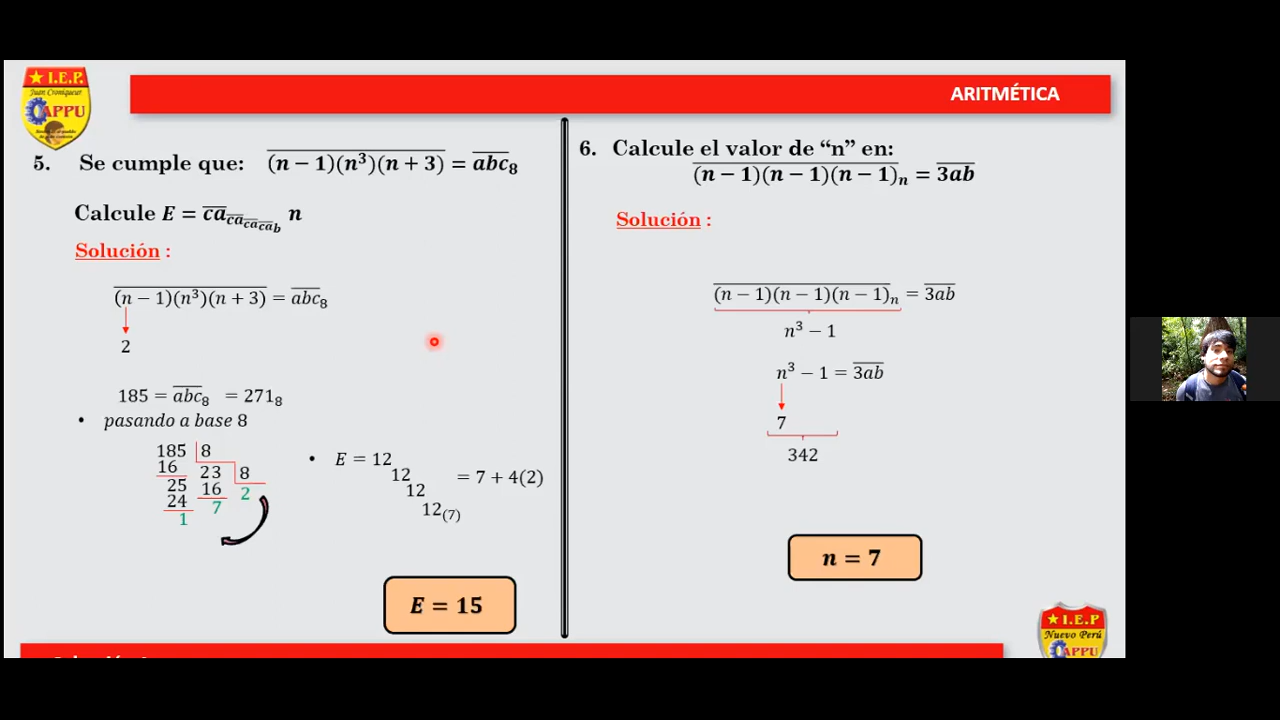 I.E.P.
Juan Croniqueur
APPU
ARITMÉTICA
5. Se cumple que: (n − 1)(n³)(n + 3) = abc₈
Calcule E = ca_ca_ca_ca_b n
Solución :
(n − 1)(n³)(n + 3) = abc₈
2
185 = abc₈ = 271₈
• pasando a base 8
185 8
16 23 8
25 16 2
24 7
1
• E = 12
12
12
12(7)
= 7 + 4(2)
E = 15
6. Calcule el valor de “n” en:
(n − 1)(n − 1)(n − 1)ₙ = 3ab
Solución :
(n − 1)(n − 1)(n − 1)ₙ = 3ab
n³ − 1
n³ − 1 = 3ab
7
342
n = 7
I.E.P
Nuevo Perú
APPU